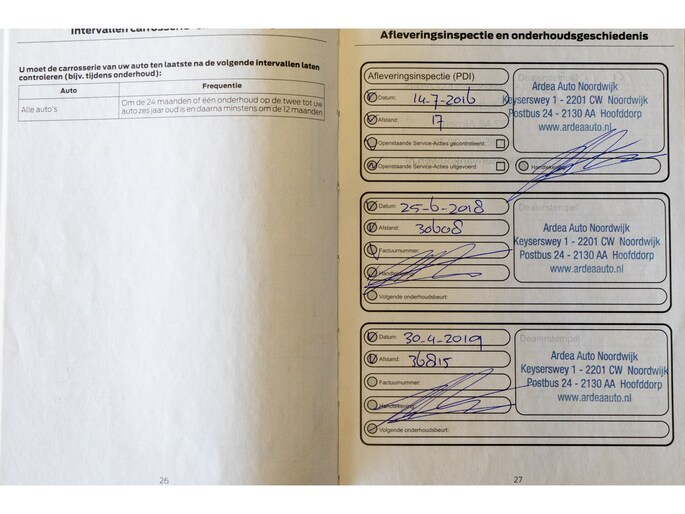 U moet de carrosserie van uw auto ten laatste na de volgende intervallen laten
controleren (bijv. tijdens onderhoud):
Auto Frequentie
Alle auto's Om de 24 maanden of één onderhoud op de twee tot uw
auto zes jaar oud is en daarna minstens om de 12 maanden
26
Afleveringsinspectie en onderhoudsgeschiedenis
Afleveringsinspectie (PDI)
Datum: 14-7-2016
Afstand: 17
Openstaande Service-Acties gecontroleerd:
Openstaande Service-Acties uitgevoerd:
Ardea Auto Noordwijk
Keyserswey 1 - 2201 CW Noordwijk
Postbus 24 - 2130 AA Hoofddorp
www.ardeaauto.nl
Handtekening:
Datum: 25-6-2018
Afstand: 30608
Factuurnummer:
Handtekening:
Volgende onderhoudsbeurt:
Dealerstempel
Ardea Auto Noordwijk
Keyserswey 1 - 2201 CW Noordwijk
Postbus 24 - 2130 AA Hoofddorp
www.ardeaauto.nl
Datum: 30-4-2019
Afstand: 36815
Factuurnummer:
Handtekening:
Volgende onderhoudsbeurt:
Dealerstempel
Ardea Auto Noordwijk
Keyserswey 1 - 2201 CW Noordwijk
Postbus 24 - 2130 AA Hoofddorp
www.ardeaauto.nl
27